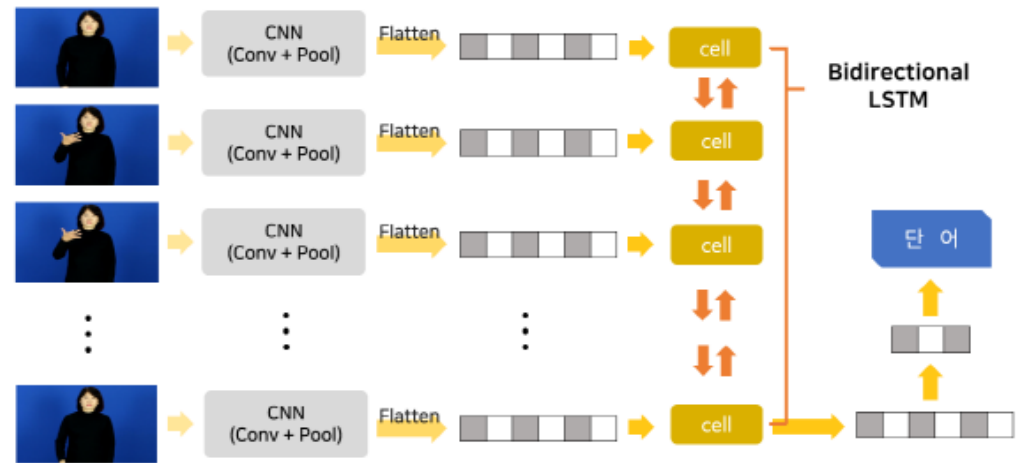 CNN
(Conv + Pool)
Flatten
cell
Bidirectional
LSTM
CNN
(Conv + Pool)
Flatten
cell
CNN
(Conv + Pool)
Flatten
cell
단 어
CNN
(Conv + Pool)
Flatten
cell